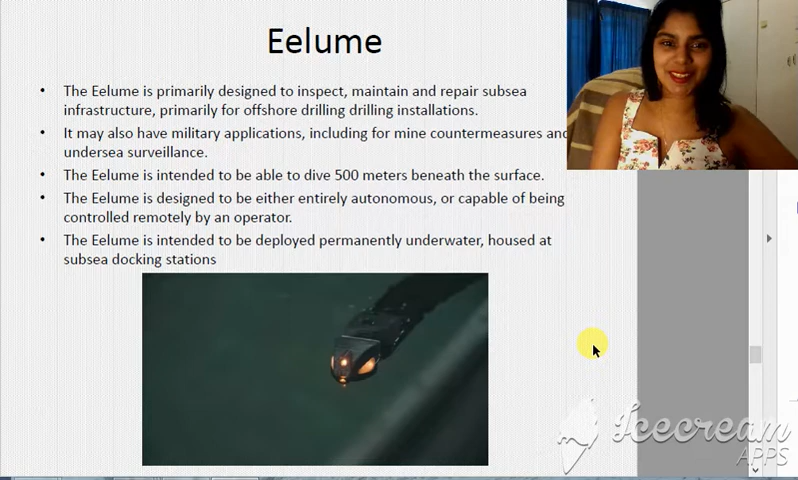 Eelume
• The Eelume is primarily designed to inspect, maintain and repair subsea
infrastructure, primarily for offshore drilling drilling installations.
• It may also have military applications, including for mine countermeasures and
undersea surveillance.
• The Eelume is intended to be able to dive 500 meters beneath the surface.
• The Eelume is designed to be either entirely autonomous, or capable of being
controlled remotely by an operator.
• The Eelume is intended to be deployed permanently underwater, housed at
subsea docking stations
Icecream
APPS